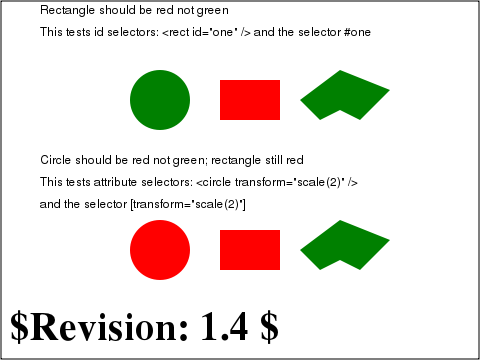 Rectangle should be red not green
This tests id selectors: <rect id="one" /> and the selector #one
Circle should be red not green; rectangle still red
This tests attribute selectors: <circle transform="scale(2)" />
and the selector [transform="scale(2)"]
$Revision: 1.4 $